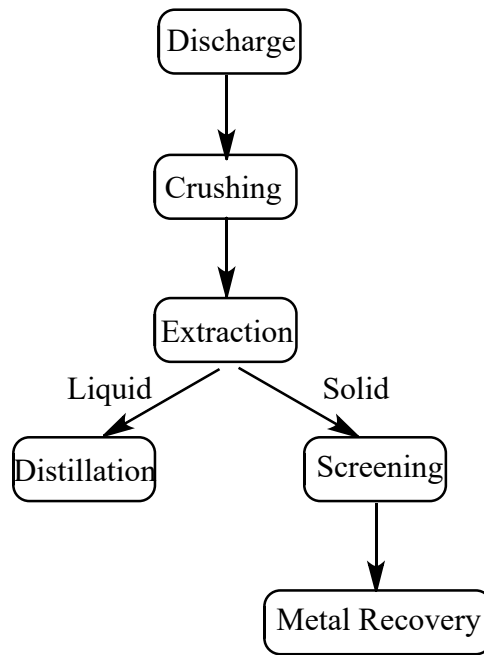 Discharge
Crushing
Extraction
Liquid
Solid
Distillation
Screening
Metal Recovery